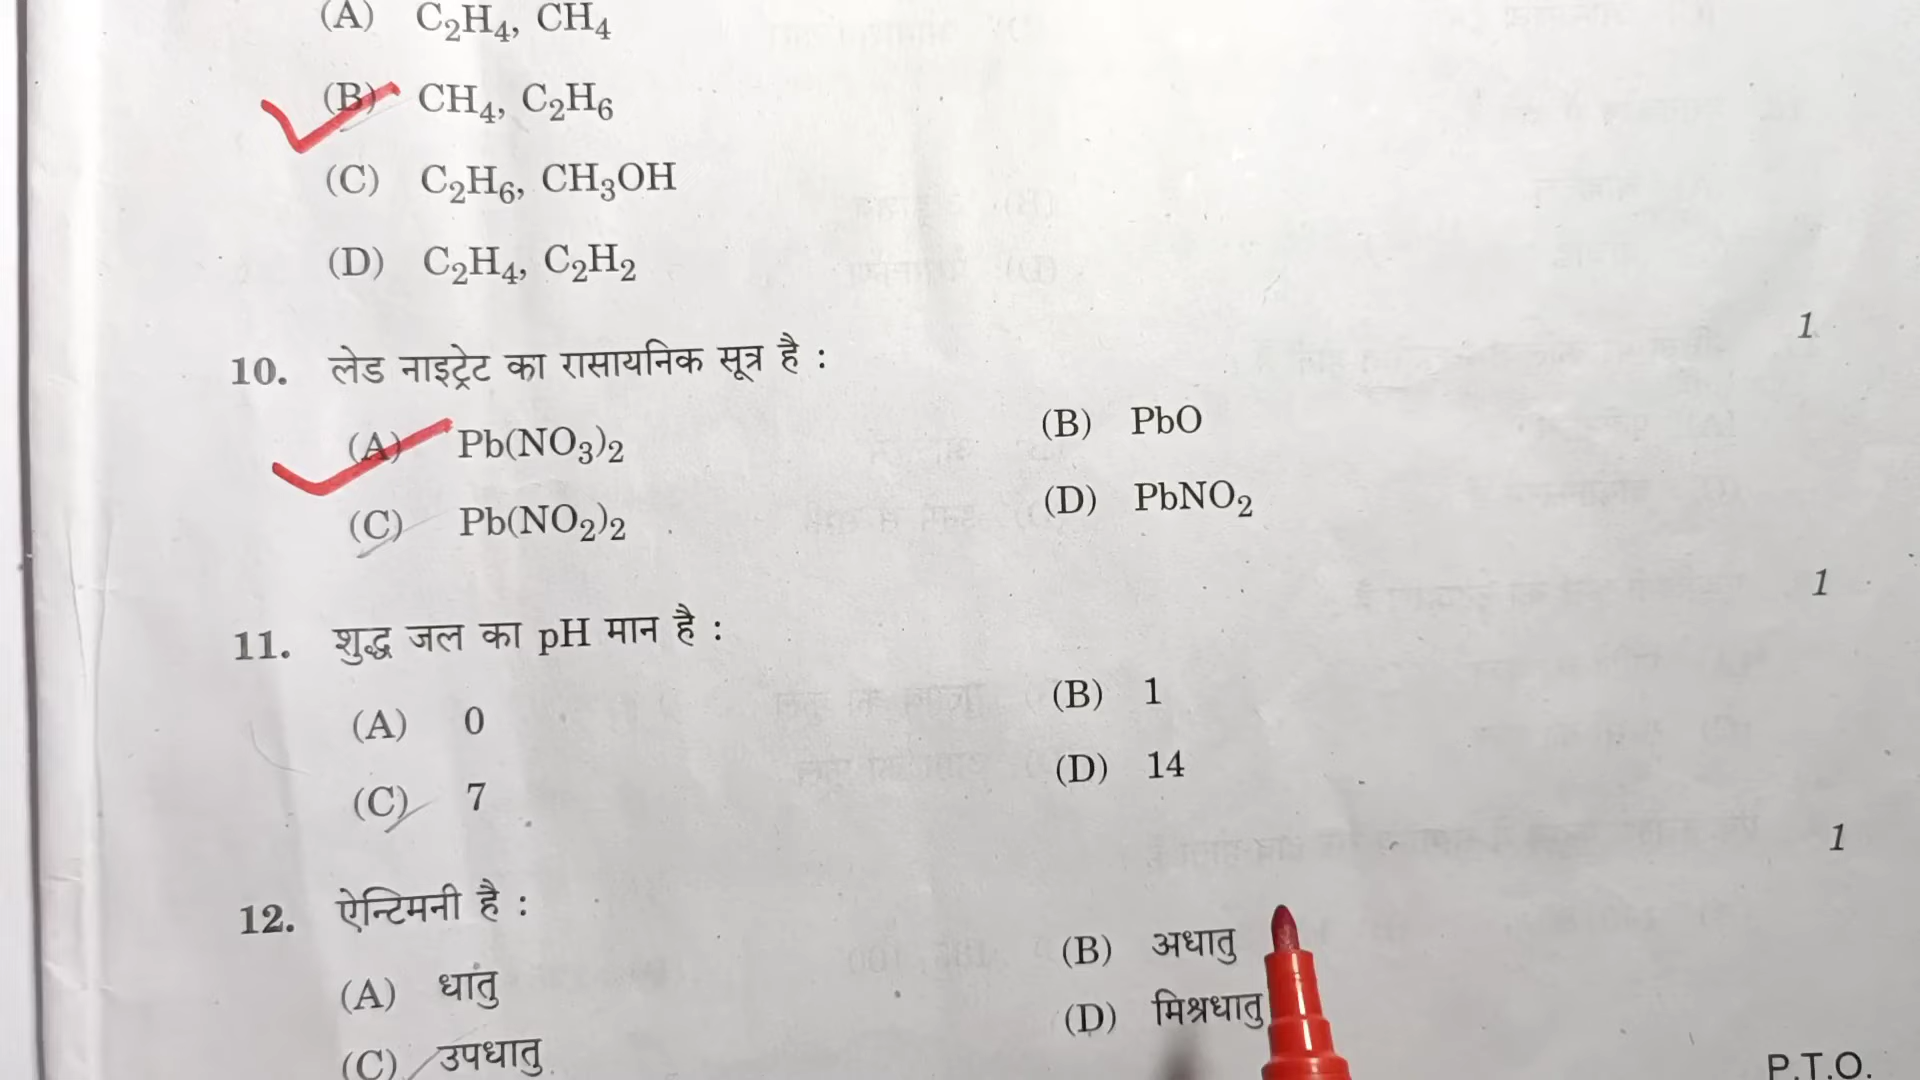 (A) C₂H₄, CH₄
(B) CH₄, C₂H₆
(C) C₂H₆, CH₃OH
(D) C₂H₄, C₂H₂
1
10. लेड नाइट्रेट का रासायनिक सूत्र है :
(A) Pb(NO₃)₂ (B) PbO
(C) Pb(NO₂)₂ (D) PbNO₂
1
11. शुद्ध जल का pH मान है :
(A) 0 (B) 1
(C) 7 (D) 14
1
12. ऐन्टिमनी है :
(A) धातु (B) अधातु
(C) उपधातु (D) मिश्रधातु
P.T.O.